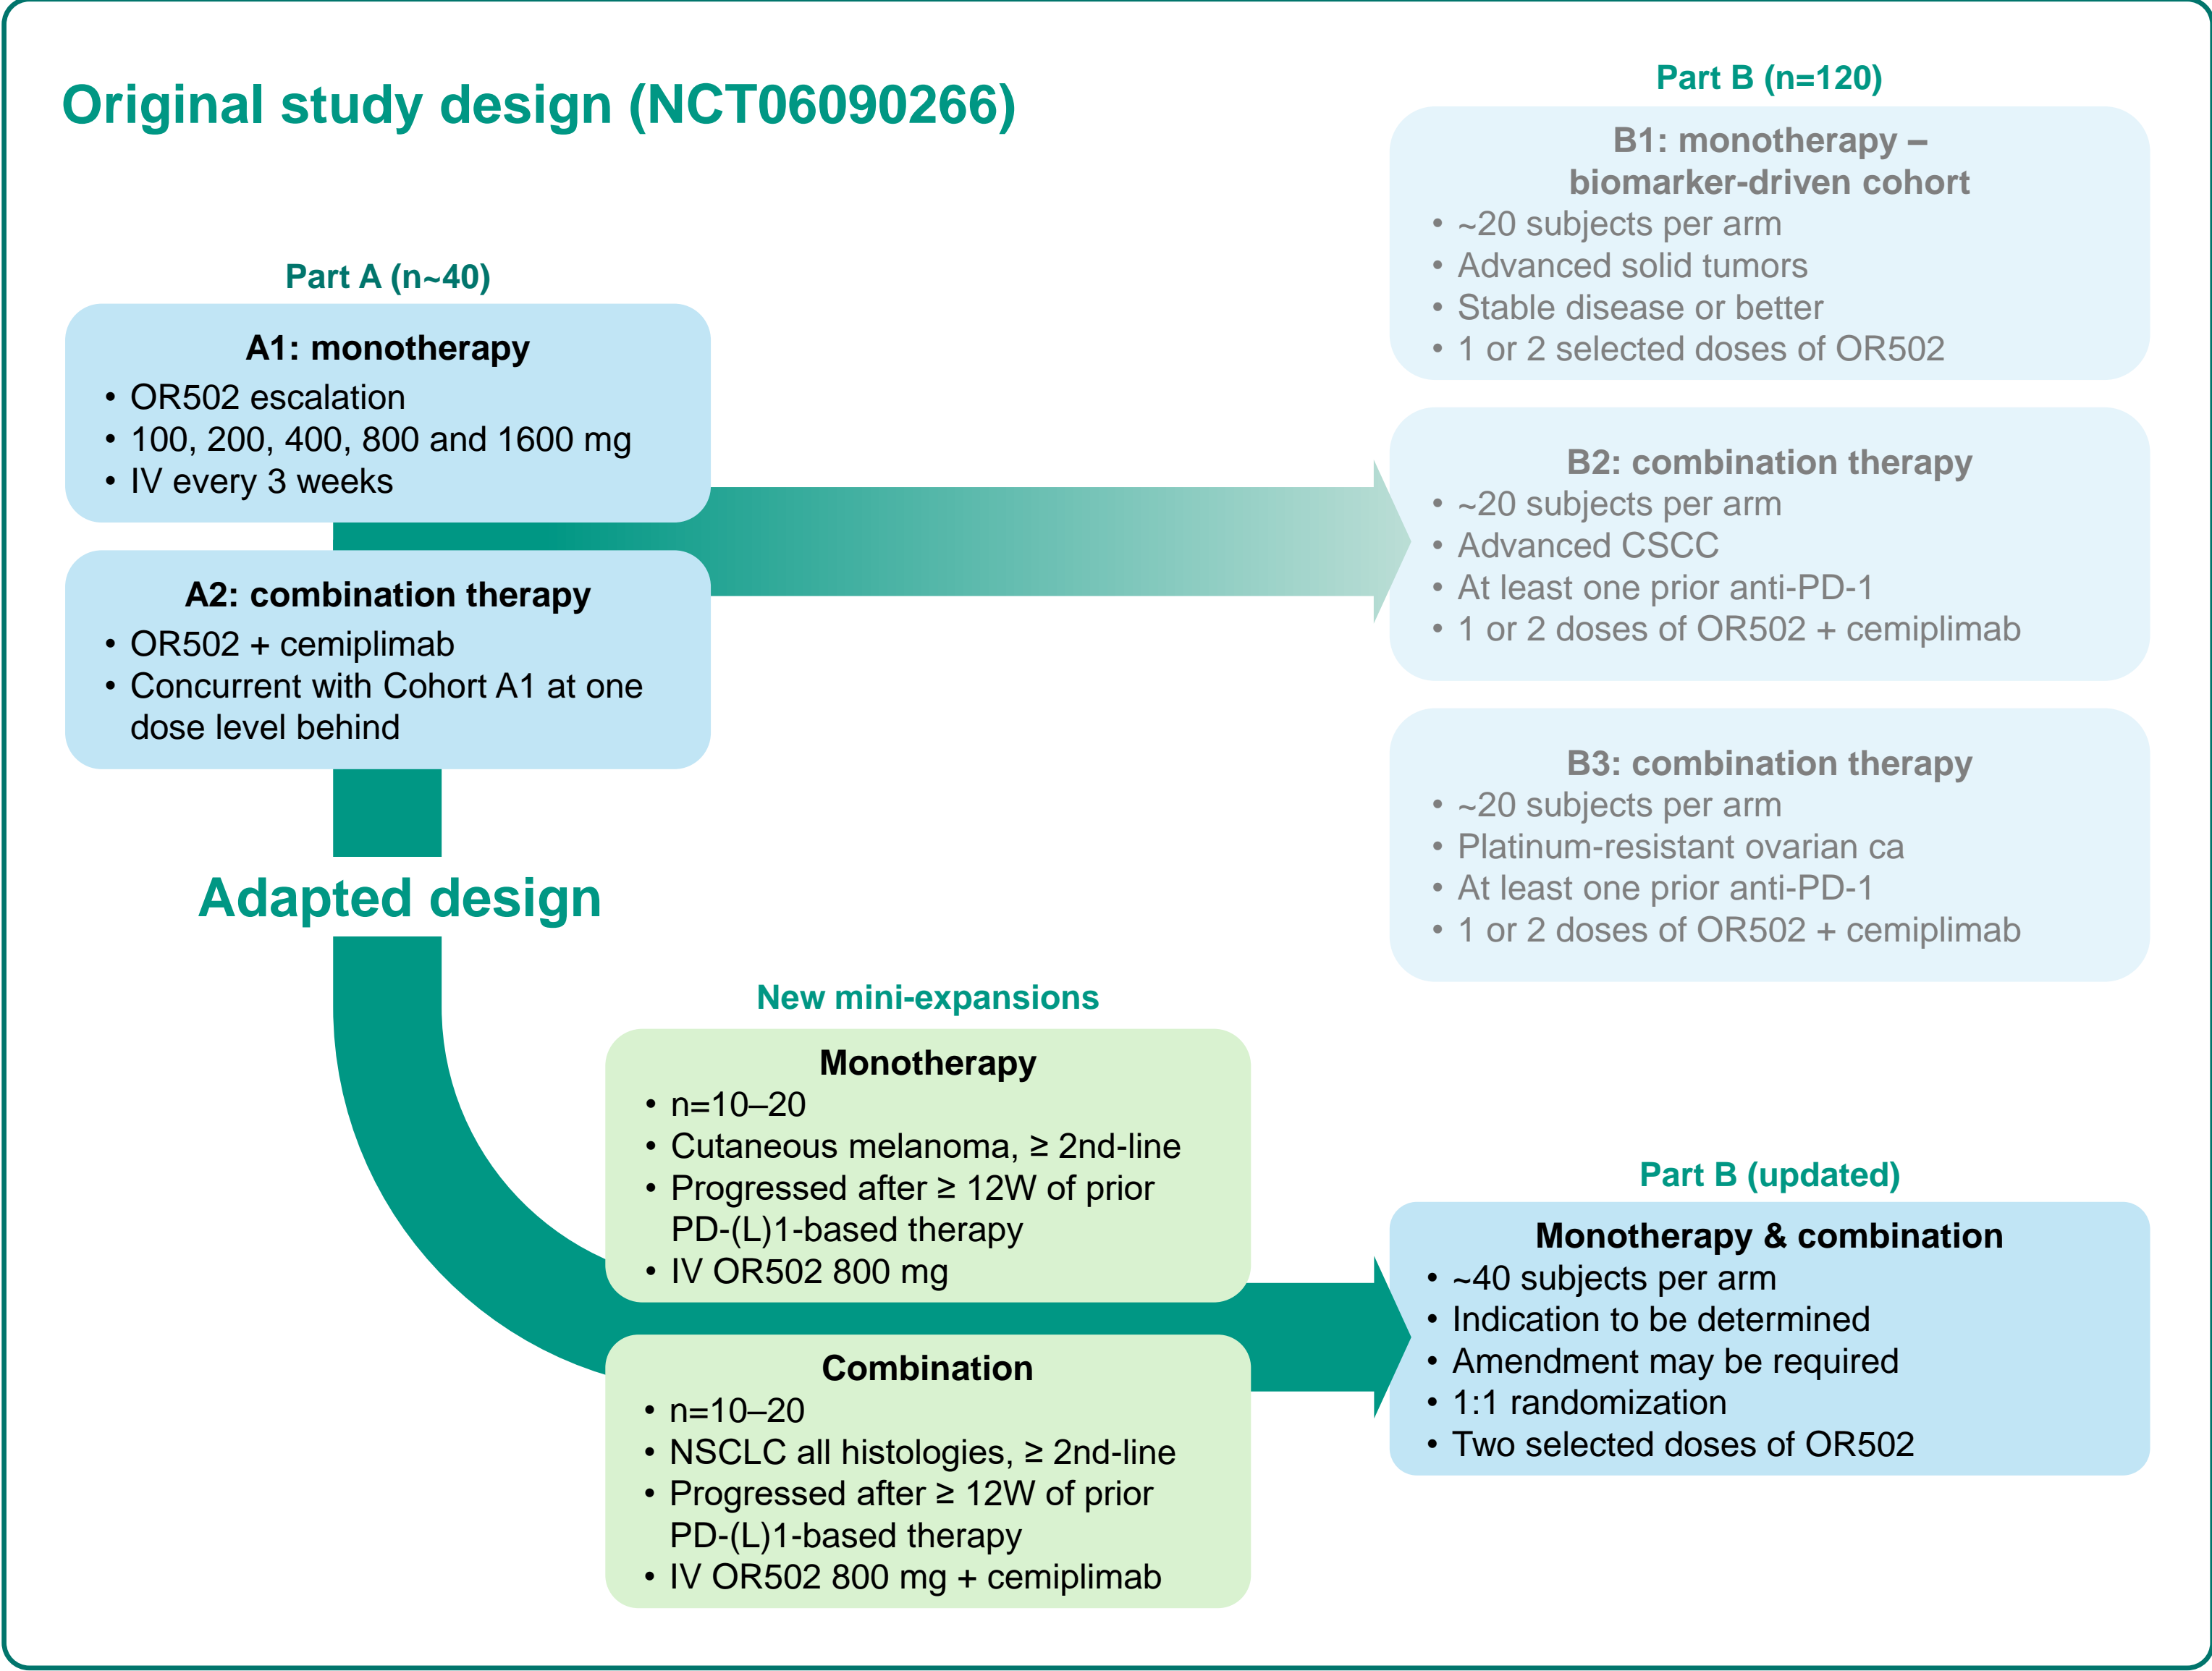 Original study design (NCT06090266)
Part A (n~40)
A1: monotherapy
• OR502 escalation
• 100, 200, 400, 800 and 1600 mg
• IV every 3 weeks
A2: combination therapy
• OR502 + cemiplimab
• Concurrent with Cohort A1 at one
dose level behind
Part B (n=120)
B1: monotherapy –
biomarker-driven cohort
• ~20 subjects per arm
• Advanced solid tumors
• Stable disease or better
• 1 or 2 selected doses of OR502
B2: combination therapy
• ~20 subjects per arm
• Advanced CSCC
• At least one prior anti-PD-1
• 1 or 2 doses of OR502 + cemiplimab
B3: combination therapy
• ~20 subjects per arm
• Platinum-resistant ovarian ca
• At least one prior anti-PD-1
• 1 or 2 doses of OR502 + cemiplimab
Adapted design
New mini-expansions
Monotherapy
• n=10–20
• Cutaneous melanoma, ≥ 2nd-line
• Progressed after ≥ 12W of prior
PD-(L)1-based therapy
• IV OR502 800 mg
Combination
• n=10–20
• NSCLC all histologies, ≥ 2nd-line
• Progressed after ≥ 12W of prior
PD-(L)1-based therapy
• IV OR502 800 mg + cemiplimab
Part B (updated)
Monotherapy & combination
• ~40 subjects per arm
• Indication to be determined
• Amendment may be required
• 1:1 randomization
• Two selected doses of OR502